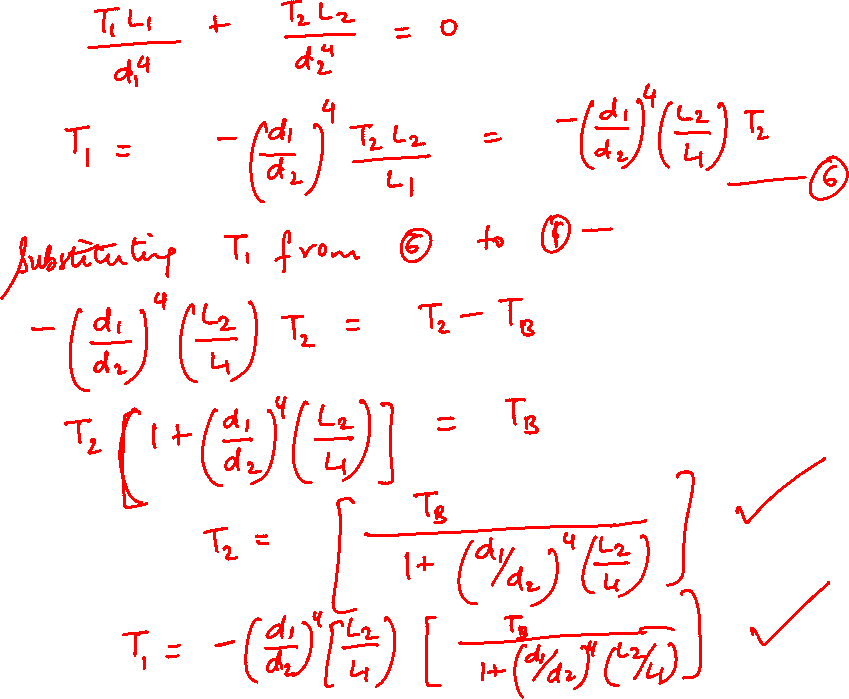 T₁L₁/d₁⁴ + T₂L₂/d₂⁴ = 0
T₁ = -(d₁/d₂)⁴ T₂L₂/L₁ = -(d₁/d₂)⁴ (L₂/L₁) T₂ —— ⑥
Substituting T₁ from ⑥ to ① —
-(d₁/d₂)⁴ (L₂/L₁) T₂ = T₂ - T_B
T₂ [1 + (d₁/d₂)⁴ (L₂/L₁)] = T_B
T₂ = [T_B / (1 + (d₁/d₂)⁴ (L₂/L₁))] ✓
T₁ = -(d₁/d₂)⁴ [L₂/L₁) [T_B / (1 + (d₁/d₂)⁴ (L₂/L₁))] ✓